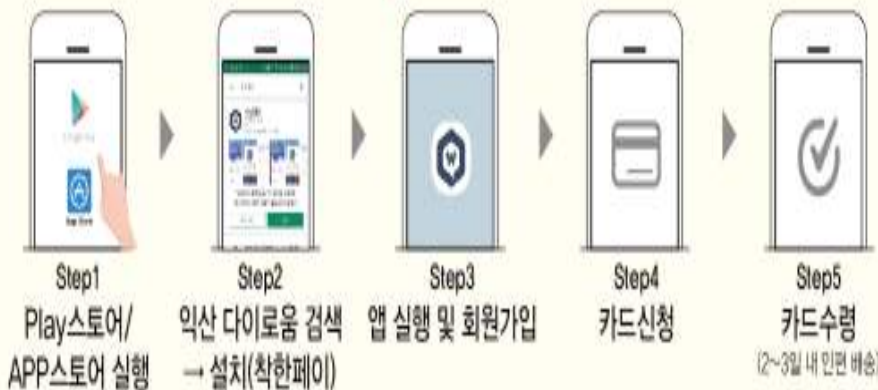 Step1
Play스토어/
APP스토어 실행
Step2
익산 다이로움 검색
→ 설치(착한페이)
Step3
앱 실행 및 회원가입
Step4
카드신청
Step5
카드수령
(2~3일 내 인편 배송)